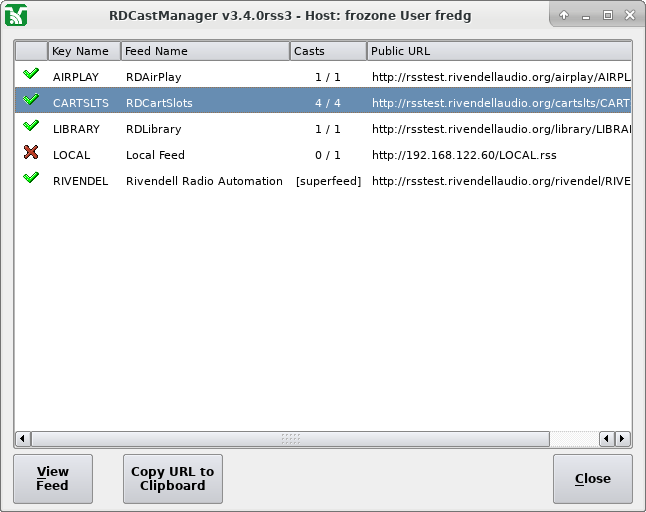 RDCastManager v3.4.0rss3 - Host: frozone User fredg
Key Name Feed Name Casts Public URL
AIRPLAY RDAirPlay 1 / 1 http://rsstest.rivendellaudio.org/airplay/AIRPL
CARTSLTS RDCartSlots 4 / 4 http://rsstest.rivendellaudio.org/cartslts/CART
LIBRARY RDLibrary 1 / 1 http://rsstest.rivendellaudio.org/library/LIBRA
LOCAL Local Feed 0 / 1 http://192.168.122.60/LOCAL.rss
RIVENDEL Rivendell Radio Automation [superfeed] http://rsstest.rivendellaudio.org/rivendel/RIVE
View
Feed
Copy URL to
Clipboard
Close